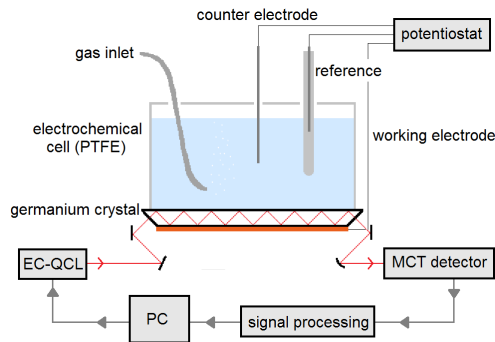 counter electrode
potentiostat
gas inlet
reference
electrochemical
cell (PTFE)
working electrode
germanium crystal
EC-QCL
MCT detector
PC
signal processing